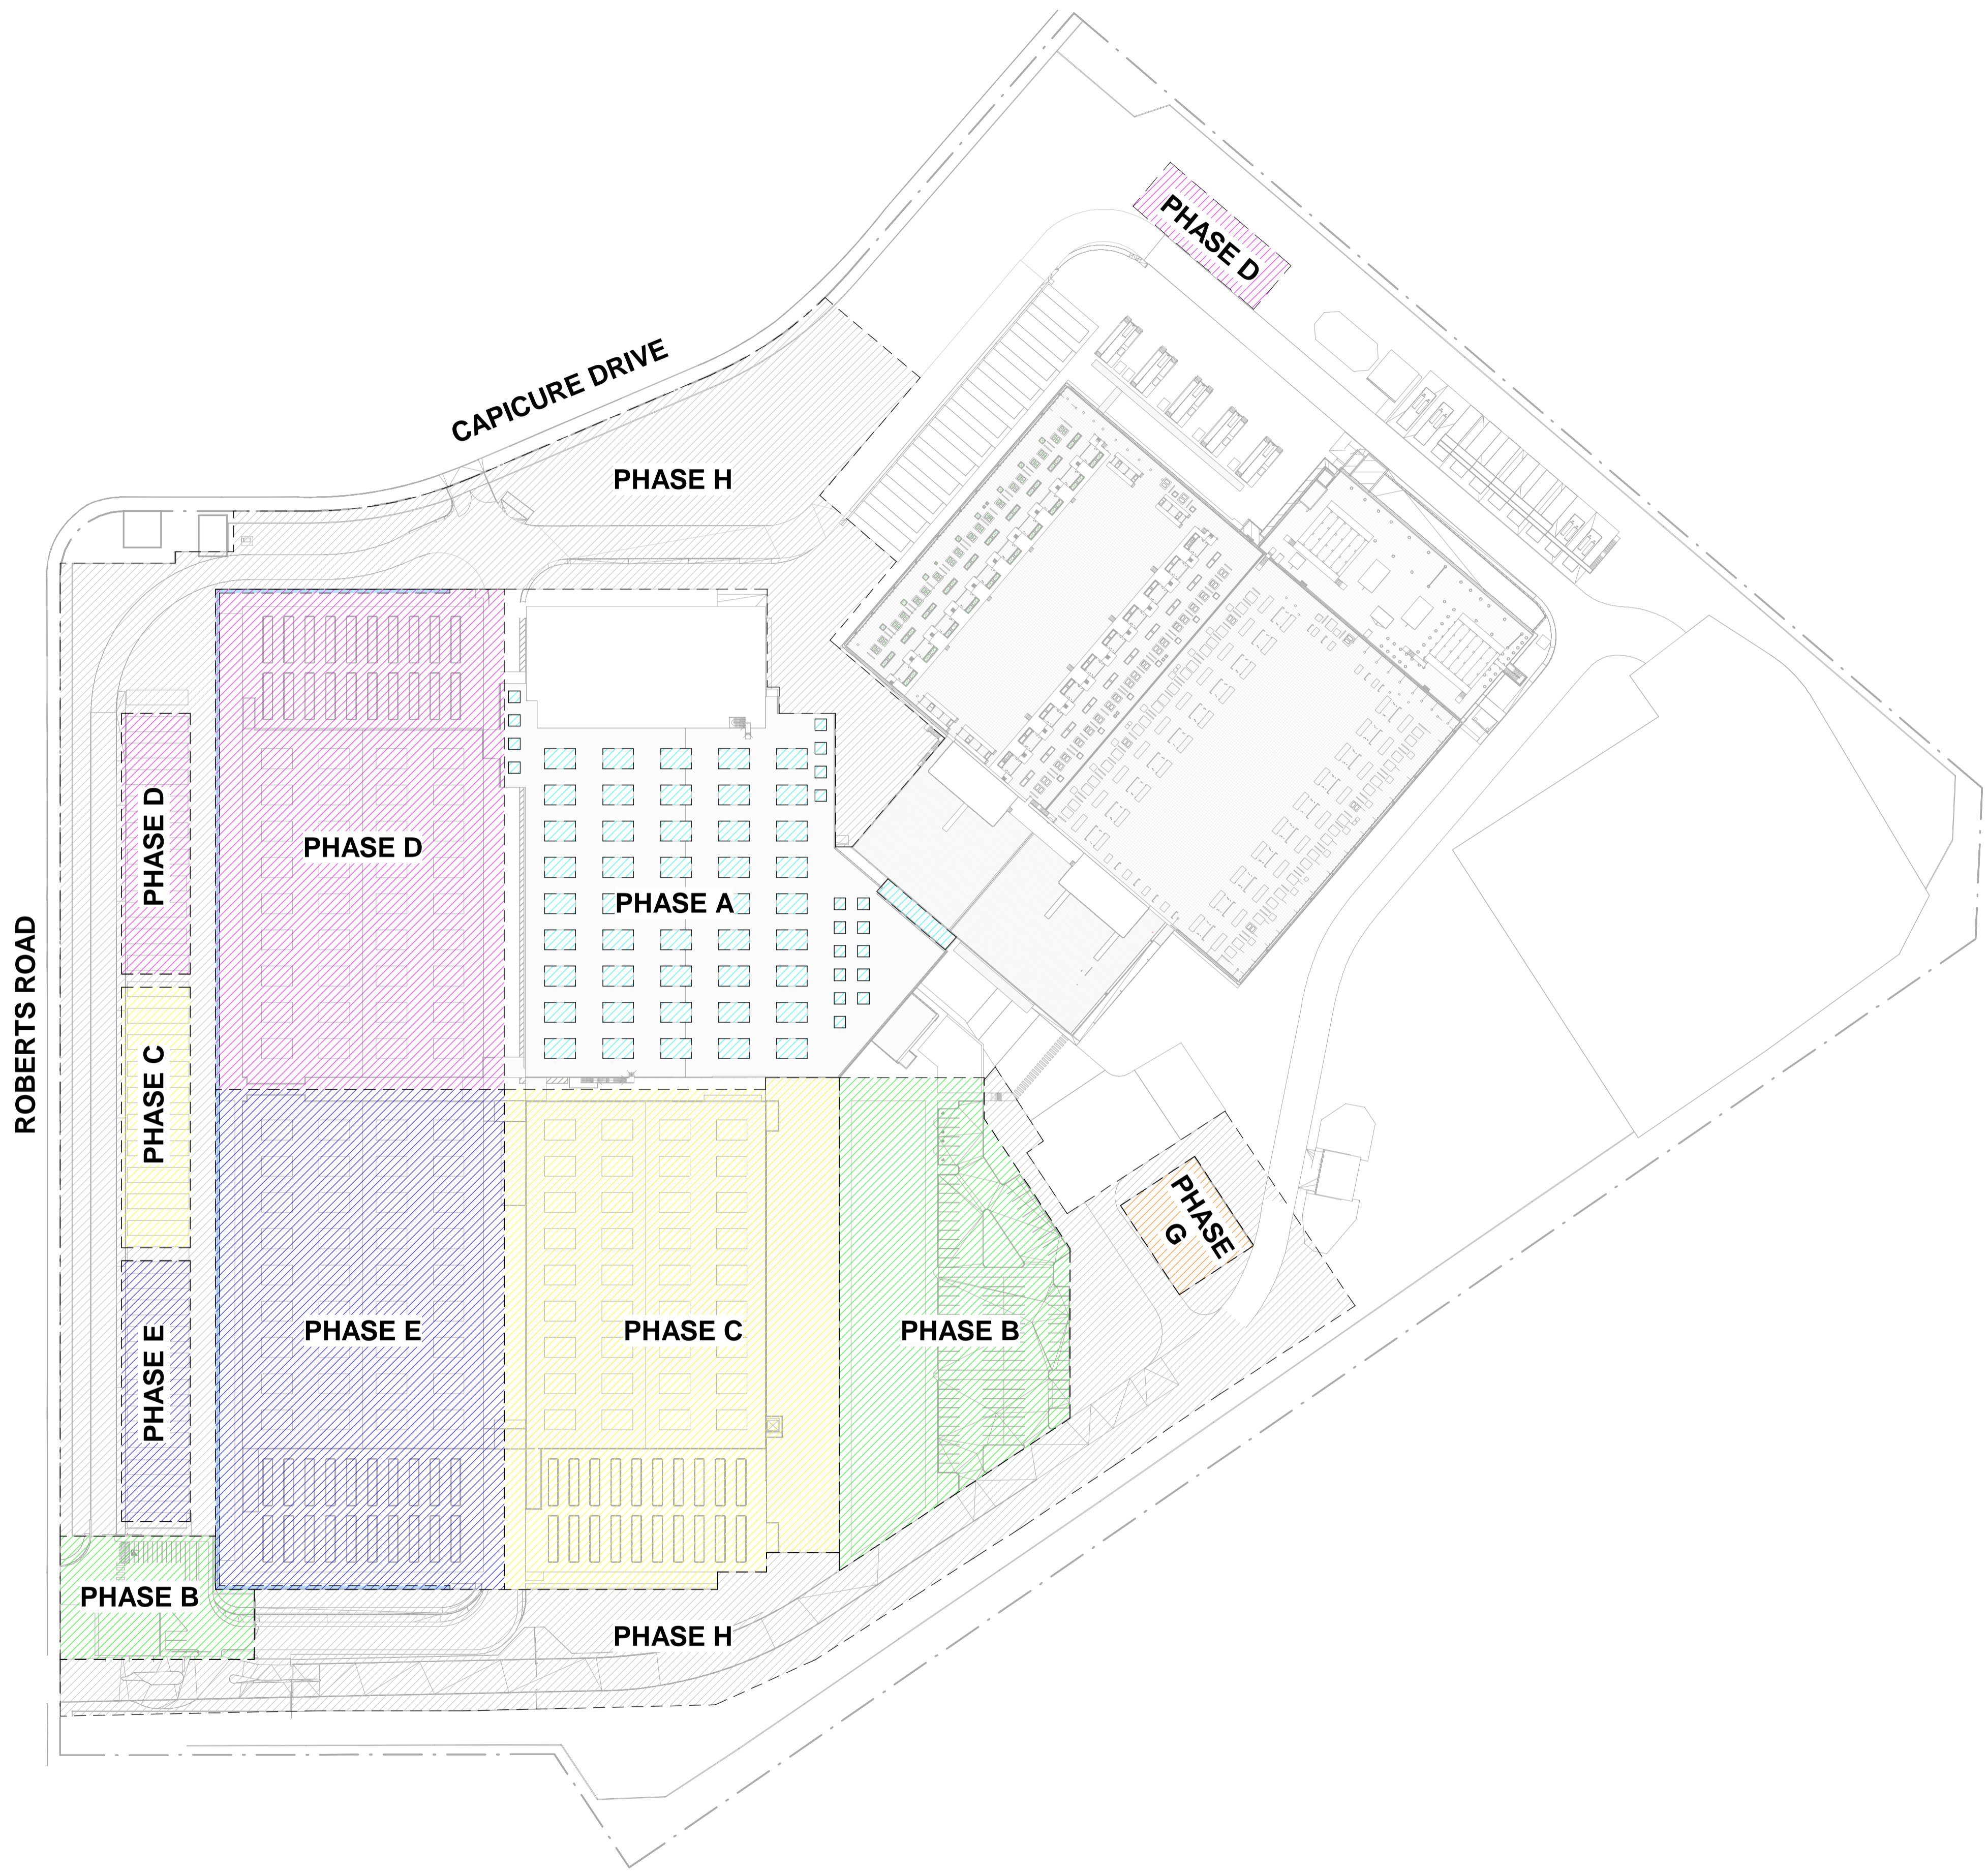 PHASE D
CAPICURE DRIVE
PHASE H
PHASE D
PHASE D
PHASE A
ROBERTS ROAD
PHASE C
PHASE
G
PHASE E
PHASE E
PHASE C
PHASE B
PHASE B
PHASE H